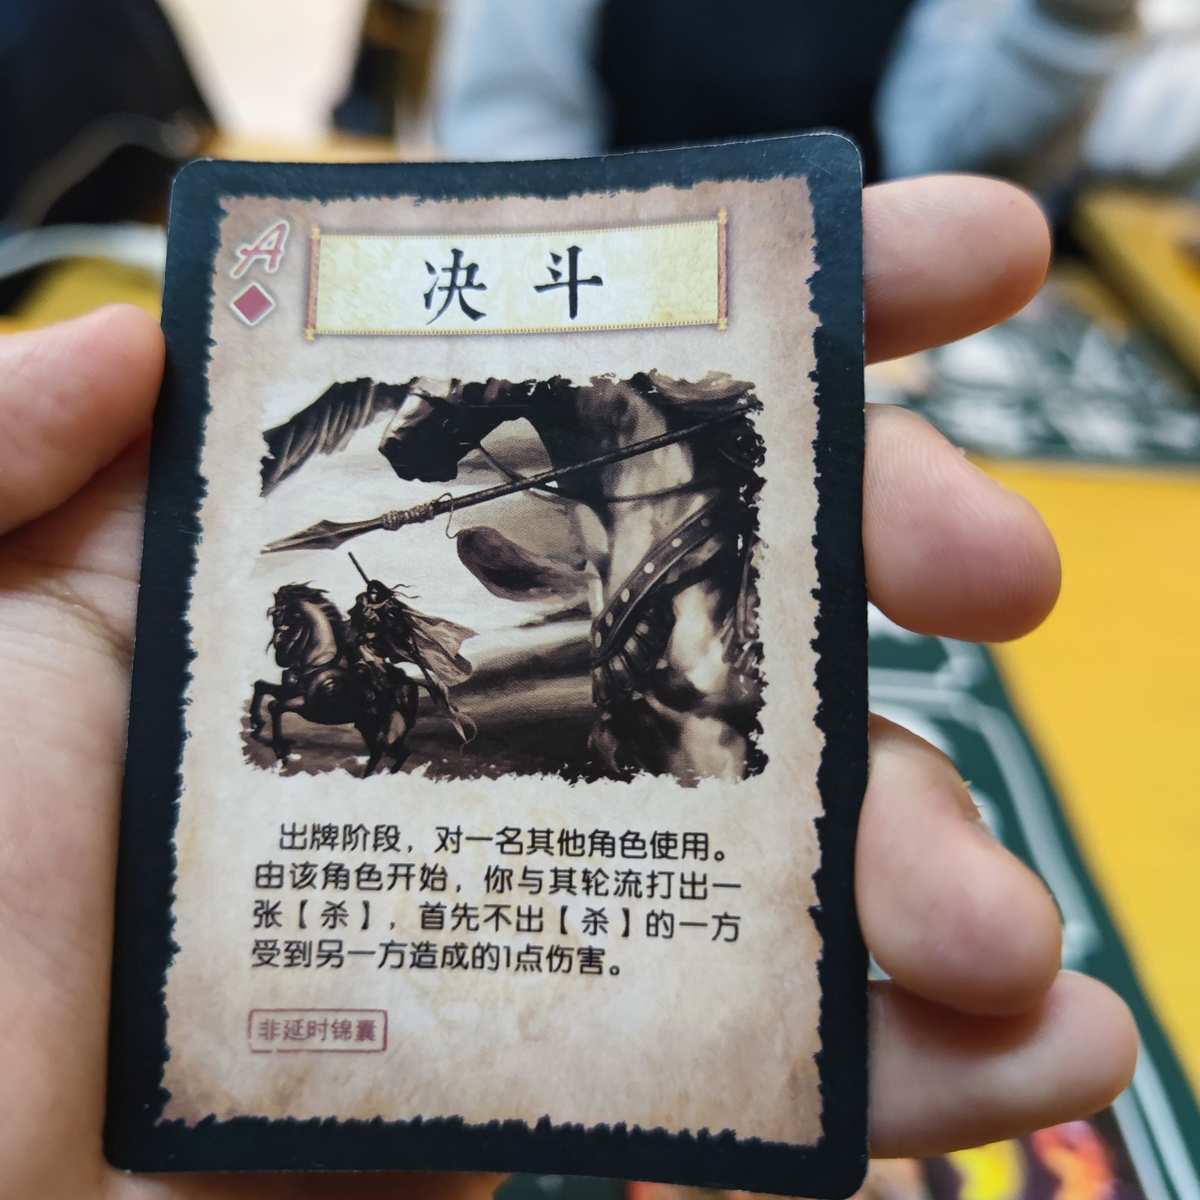 A
决斗
出牌阶段，对一名其他角色使用。
由该角色开始，你与其轮流打出一
张【杀】，首先不出【杀】的一方
受到另一方造成的1点伤害。
非延时锦囊